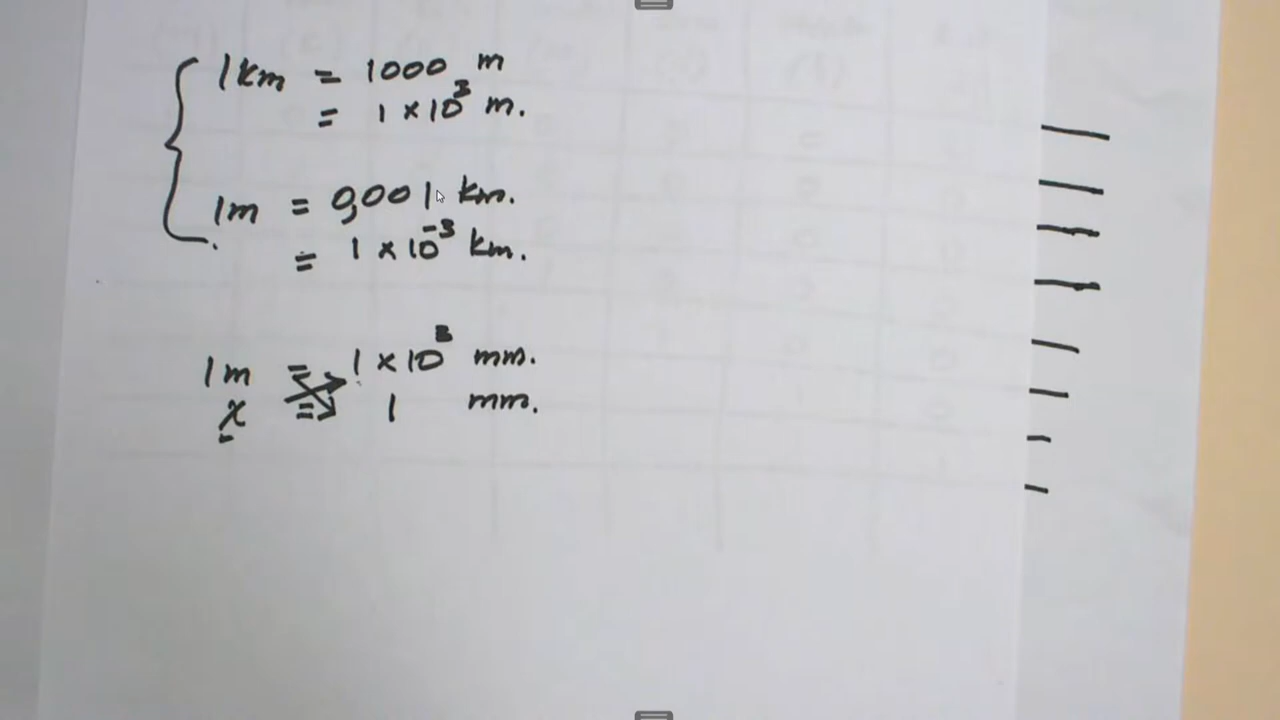 1km = 1000 m
= 1 × 10³ m.
1m = 0,001 km.
= 1 × 10⁻³ km.
1m = 1 × 10³ mm.
x = 1 mm.